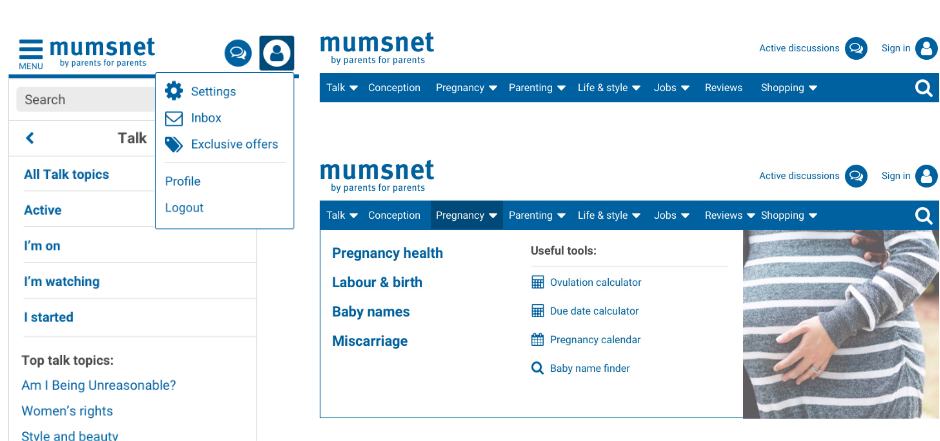 mumsnet
by parents for parents
MENU
Settings
Inbox
Exclusive offers
Profile
Logout
Search
Talk
All Talk topics
Active
I'm on
I'm watching
I started
Top talk topics:
Am I Being Unreasonable?
Women's rights
Style and beauty
mumsnet
by parents for parents
Active discussions
Sign in
Talk Conception Pregnancy Parenting Life & style Jobs Reviews Shopping
mumsnet
by parents for parents
Active discussions
Sign in
Talk Conception Pregnancy Parenting Life & style Jobs Reviews Shopping
Pregnancy health
Labour & birth
Baby names
Miscarriage
Useful tools:
Ovulation calculator
Due date calculator
Pregnancy calendar
Baby name finder